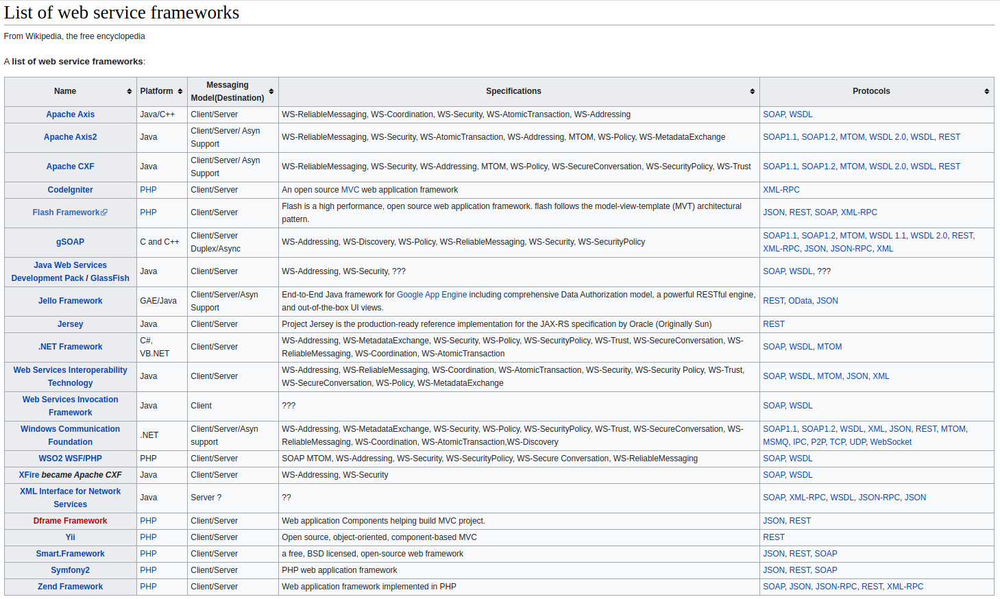 List of web service frameworks
From Wikipedia, the free encyclopedia
A list of web service frameworks:
Name Platform Messaging Model(Destination) Specifications Protocols
Apache Axis Java/C++ Client/Server WS-ReliableMessaging, WS-Coordination, WS-Security, WS-AtomicTransaction, WS-Addressing SOAP, WSDL
Apache Axis2 Java Client/Server/ Asyn Support WS-ReliableMessaging, WS-Security, WS-AtomicTransaction, WS-Addressing, MTOM, WS-Policy, WS-MetadataExchange SOAP1.1, SOAP1.2, MTOM, WSDL 2.0, WSDL, REST
Apache CXF Java Client/Server/ Asyn Support WS-ReliableMessaging, WS-Security, WS-Addressing, MTOM, WS-Policy, WS-SecureConversation, WS-SecurityPolicy, WS-Trust SOAP1.1, SOAP1.2, MTOM, WSDL 2.0, WSDL, REST
CodeIgniter PHP Client/Server An open source MVC web application framework XML-RPC
Flash Framework PHP Client/Server Flash is a high performance, open source web application framework. flash follows the model-view-template (MVT) architectural pattern. JSON, REST, SOAP, XML-RPC
gSOAP C and C++ Client/Server Duplex/Async WS-Addressing, WS-Discovery, WS-Policy, WS-ReliableMessaging, WS-Security, WS-SecurityPolicy SOAP1.1, SOAP1.2, MTOM, WSDL 1.1, WSDL 2.0, REST, XML-RPC, JSON, JSON-RPC, XML
Java Web Services Development Pack / GlassFish Java Client/Server WS-Addressing, WS-Security, ??? SOAP, WSDL, ???
Jello Framework GAE/Java Client/Server/Asyn Support End-to-End Java framework for Google App Engine including comprehensive Data Authorization model, a powerful RESTful engine, and out-of-the-box UI views. REST, OData, JSON
Jersey Java Client/Server Project Jersey is the production-ready reference implementation for the JAX-RS specification by Oracle (Originally Sun) REST
.NET Framework C#, VB.NET Client/Server WS-Addressing, WS-MetadataExchange, WS-Security, WS-Policy, WS-SecurityPolicy, WS-Trust, WS-SecureConversation, WS-ReliableMessaging, WS-Coordination, WS-AtomicTransaction SOAP, WSDL, MTOM
Web Services Interoperability Technology Java Client/Server WS-Addressing, WS-ReliableMessaging, WS-Coordination, WS-AtomicTransaction, WS-Security, WS-Security Policy, WS-Trust, WS-SecureConversation, WS-Policy, WS-MetadataExchange SOAP, WSDL, MTOM, JSON, XML
Web Services Invocation Framework Java Client ??? SOAP, WSDL
Windows Communication Foundation .NET Client/Server/Asyn support WS-Addressing, WS-MetadataExchange, WS-Security, WS-Policy, WS-SecurityPolicy, WS-Trust, WS-SecureConversation, WS-ReliableMessaging, WS-Coordination, WS-AtomicTransaction,WS-Discovery SOAP1.1, SOAP1.2, WSDL, XML, JSON, REST, MTOM, MSMQ, IPC, P2P, TCP, UDP, WebSocket
WSO2 WSF/PHP PHP Client/Server SOAP MTOM, WS-Addressing, WS-Security, WS-SecurityPolicy, WS-Secure Conversation, WS-ReliableMessaging SOAP, WSDL
XFire became Apache CXF Java Client/Server WS-Addressing, WS-Security SOAP, WSDL
XML Interface for Network Services Java Server ? ?? SOAP, XML-RPC, WSDL, JSON-RPC, JSON
Dframe Framework PHP Client/Server Web application Components helping build MVC project. JSON, REST
Yii PHP Client/Server Open source, object-oriented, component-based MVC REST
Smart.Framework PHP Client/Server a free, BSD licensed, open-source web framework JSON, REST, SOAP
Symfony2 PHP Client/Server PHP web application framework JSON, REST, SOAP
Zend Framework PHP Client/Server Web application framework implemented in PHP SOAP, JSON, JSON-RPC, REST, XML-RPC